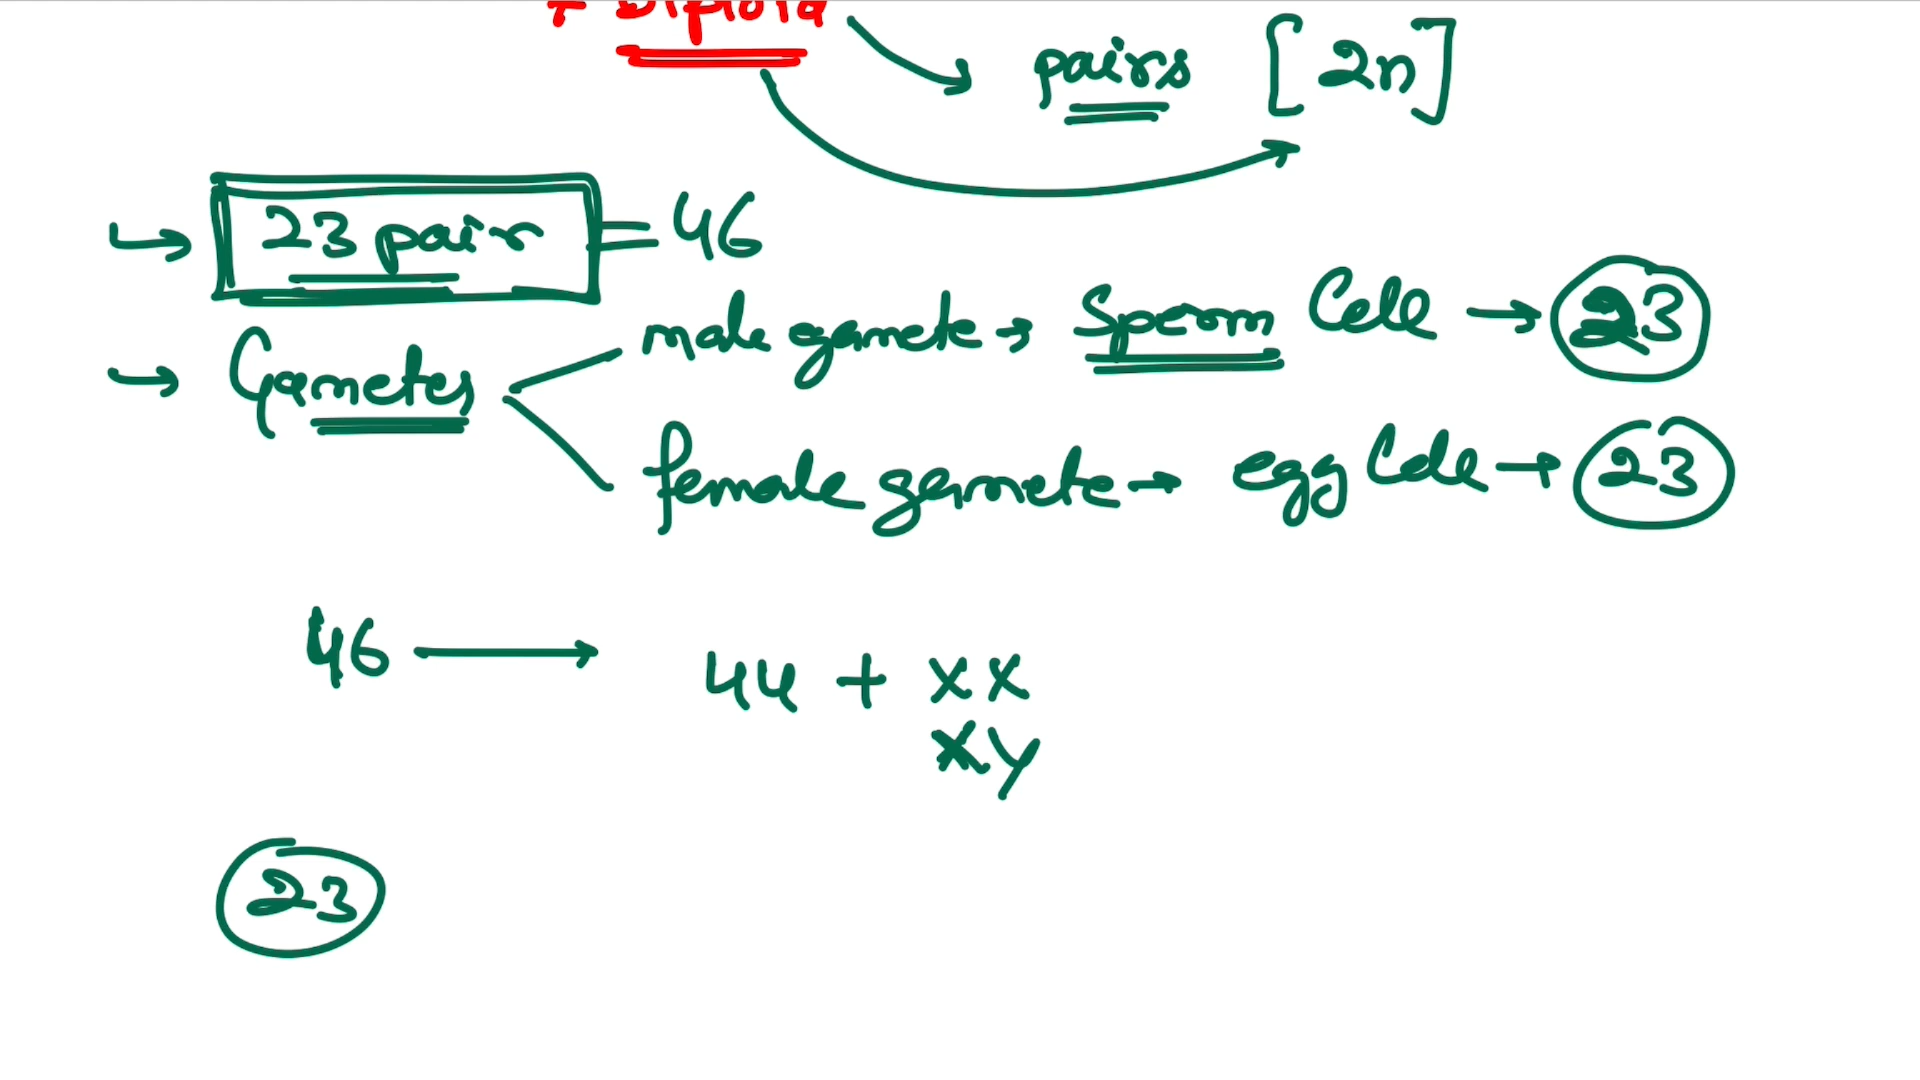 + Diploid
pairs [2n]
→ 23 pair = 46
male gamete → Sperm Cell → 23
→ Gametes
female gamete → egg Cell → 23
46 → 44 + XX
XY
23